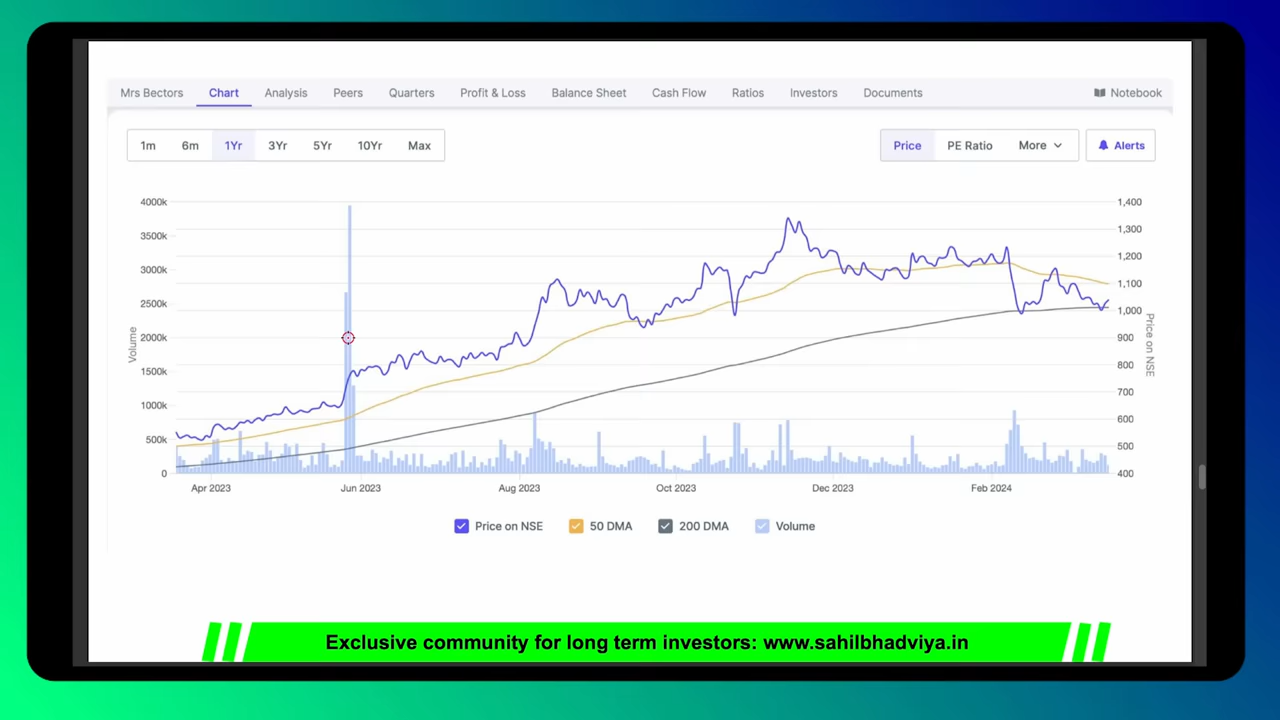 Mrs Bectors Chart Analysis Peers Quarters Profit & Loss Balance Sheet Cash Flow Ratios Investors Documents Notebook
1m 6m 1Yr 3Yr 5Yr 10Yr Max Price PE Ratio More Alerts
4000k 1,400
3500k 1,300
3000k 1,200
1,100
2500k 1,000
2000k 900
1500k 800
700
1000k 600
500k 500
0 400
Volume
Price on NSE
Apr 2023 Jun 2023 Aug 2023 Oct 2023 Dec 2023 Feb 2024
Price on NSE 50 DMA 200 DMA Volume
Exclusive community for long term investors: www.sahilbhadviya.in